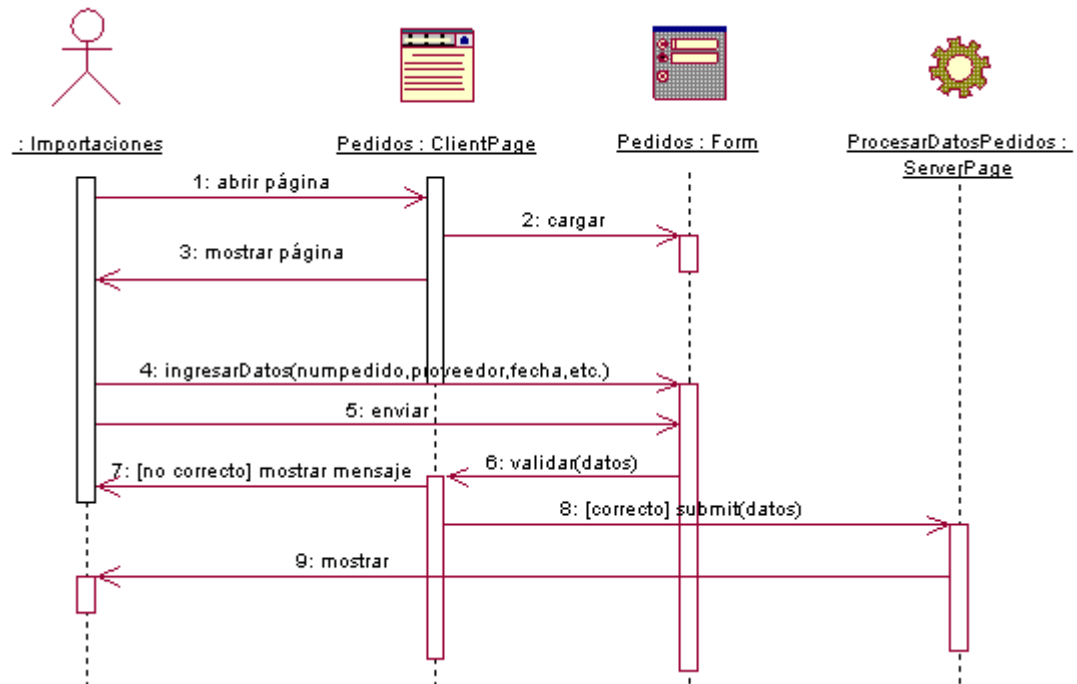 : Importaciones
Pedidos : ClientPage
Pedidos : Form
ProcesarDatosPedidos :
ServerPage
1: abrir página
2: cargar
3: mostrar página
4: ingresarDatos(numpedido,proveedor,fecha,etc.)
5: enviar
6: validar(datos)
7: [no correcto] mostrar mensaje
8: [correcto] submit(datos)
9: mostrar